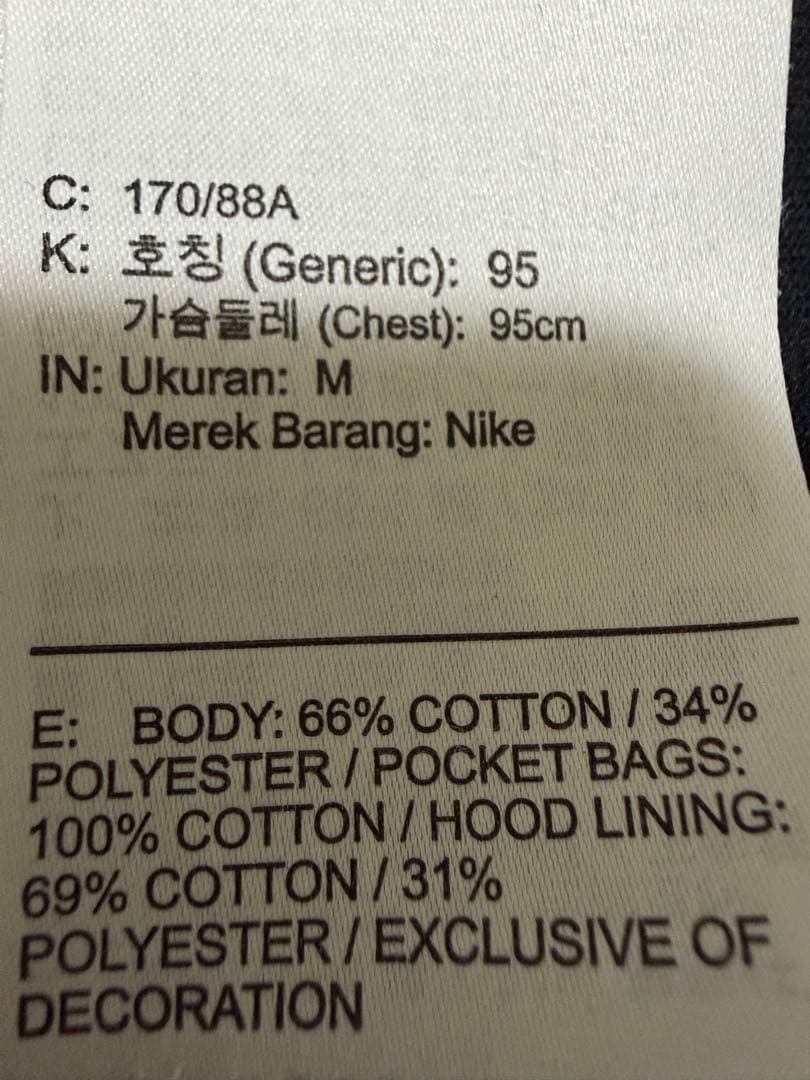 C: 170/88A
K: 호칭 (Generic): 95
가슴둘레 (Chest): 95cm
IN: Ukuran: M
Merek Barang: Nike
E: BODY: 66% COTTON / 34%
POLYESTER / POCKET BAGS:
100% COTTON / HOOD LINING:
69% COTTON / 31%
POLYESTER / EXCLUSIVE OF
DECORATION